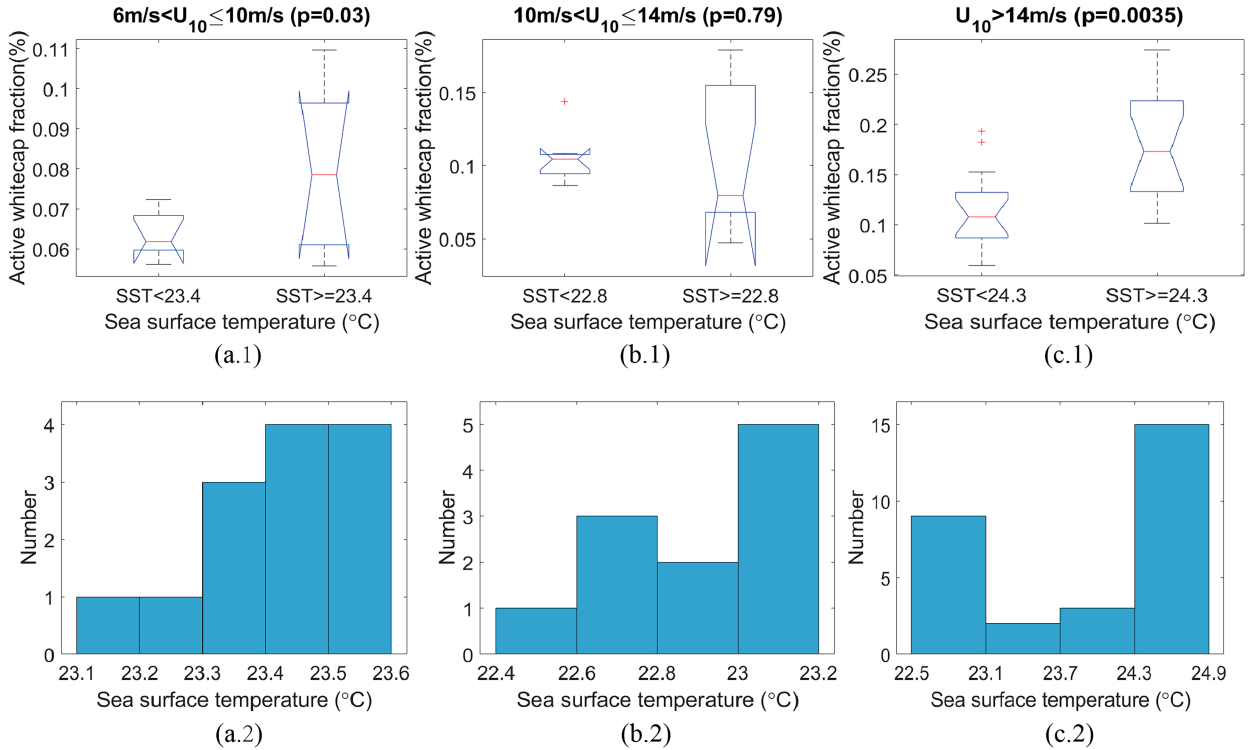 6m/s<U10≤10m/s (p=0.03)
10m/s<U10≤14m/s (p=0.79)
U10>14m/s (p=0.0035)
Active whitecap fraction(%)
0.11
0.1
0.09
0.08
0.07
0.06
SST<23.4
SST>=23.4
Sea surface temperature (°C)
(a.1)
Active whitecap fraction(%)
0.15
0.1
0.05
SST<22.8
SST>=22.8
Sea surface temperature (°C)
(b.1)
Active whitecap fraction(%)
0.25
0.2
0.15
0.1
0.05
SST<24.3
SST>=24.3
Sea surface temperature (°C)
(c.1)
Number
4
3
2
1
0
23.1 23.2 23.3 23.4 23.5 23.6
Sea surface temperature (°C)
(a.2)
Number
5
4
3
2
1
0
22.4 22.6 22.8 23 23.2
Sea surface temperature (°C)
(b.2)
Number
15
10
5
0
22.5 23.1 23.7 24.3 24.9
Sea surface temperature (°C)
(c.2)